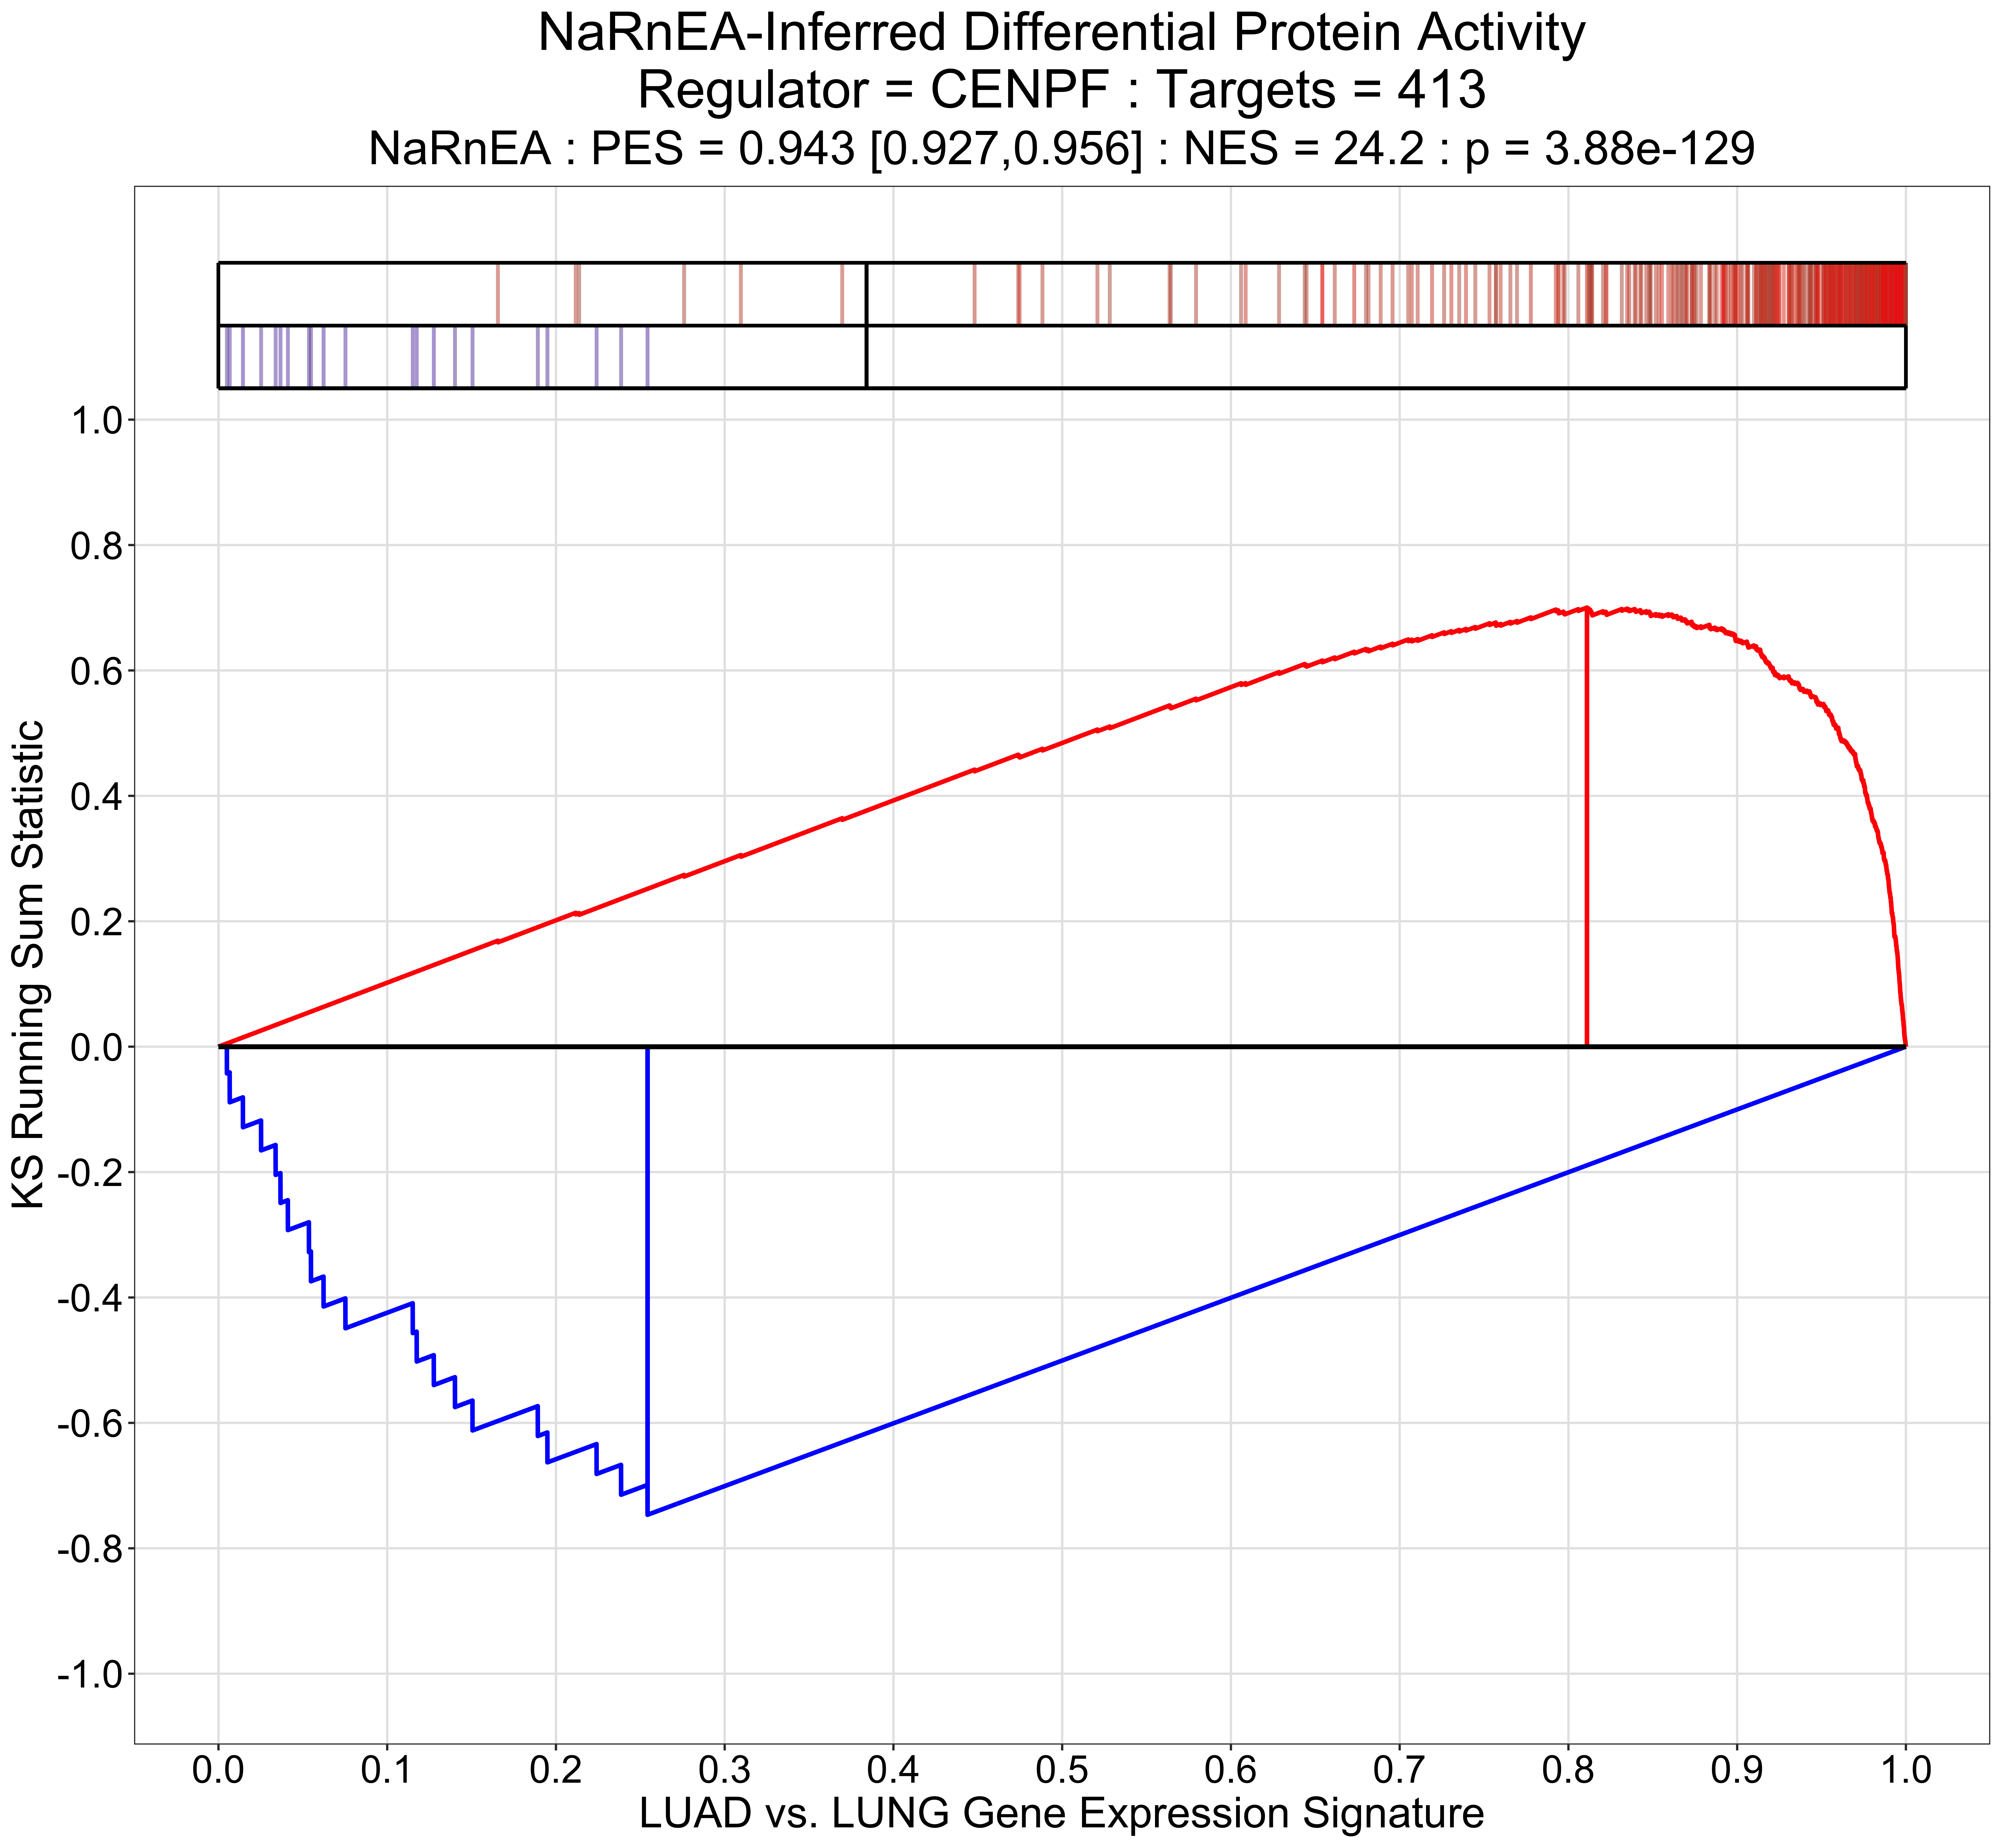 NaRnEA-Inferred Differential Protein Activity
Regulator = CENPF : Targets = 413
NaRnEA : PES = 0.943 [0.927,0.956] : NES = 24.2 : p = 3.88e-129
1.0
0.8
0.6
0.4
0.2
0.0
-0.2
-0.4
-0.6
-0.8
-1.0
KS Running Sum Statistic
0.0 0.1 0.2 0.3 0.4 0.5 0.6 0.7 0.8 0.9 1.0
LUAD vs. LUNG Gene Expression Signature